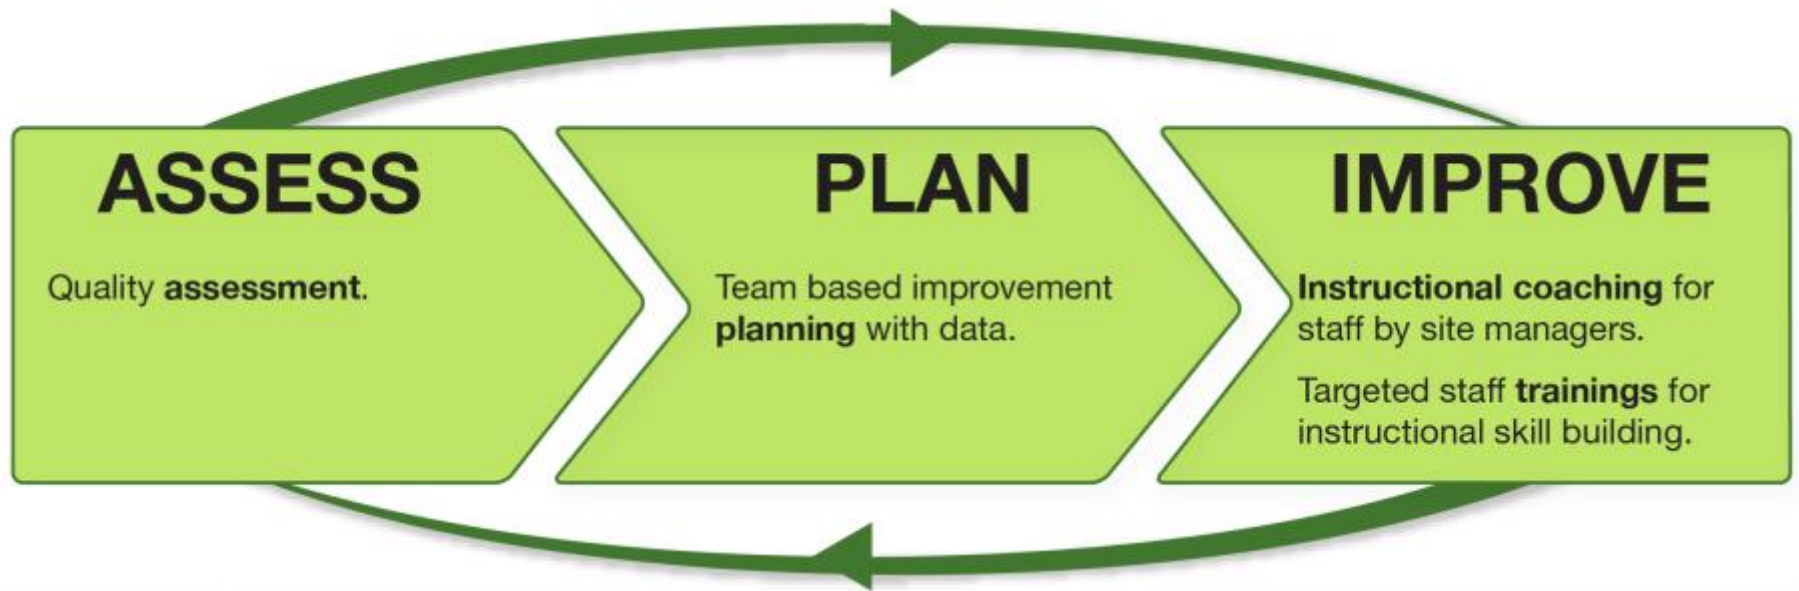 ASSESS
Quality assessment.
PLAN
Team based improvement
planning with data.
IMPROVE
Instructional coaching for
staff by site managers.
Targeted staff trainings for
instructional skill building.